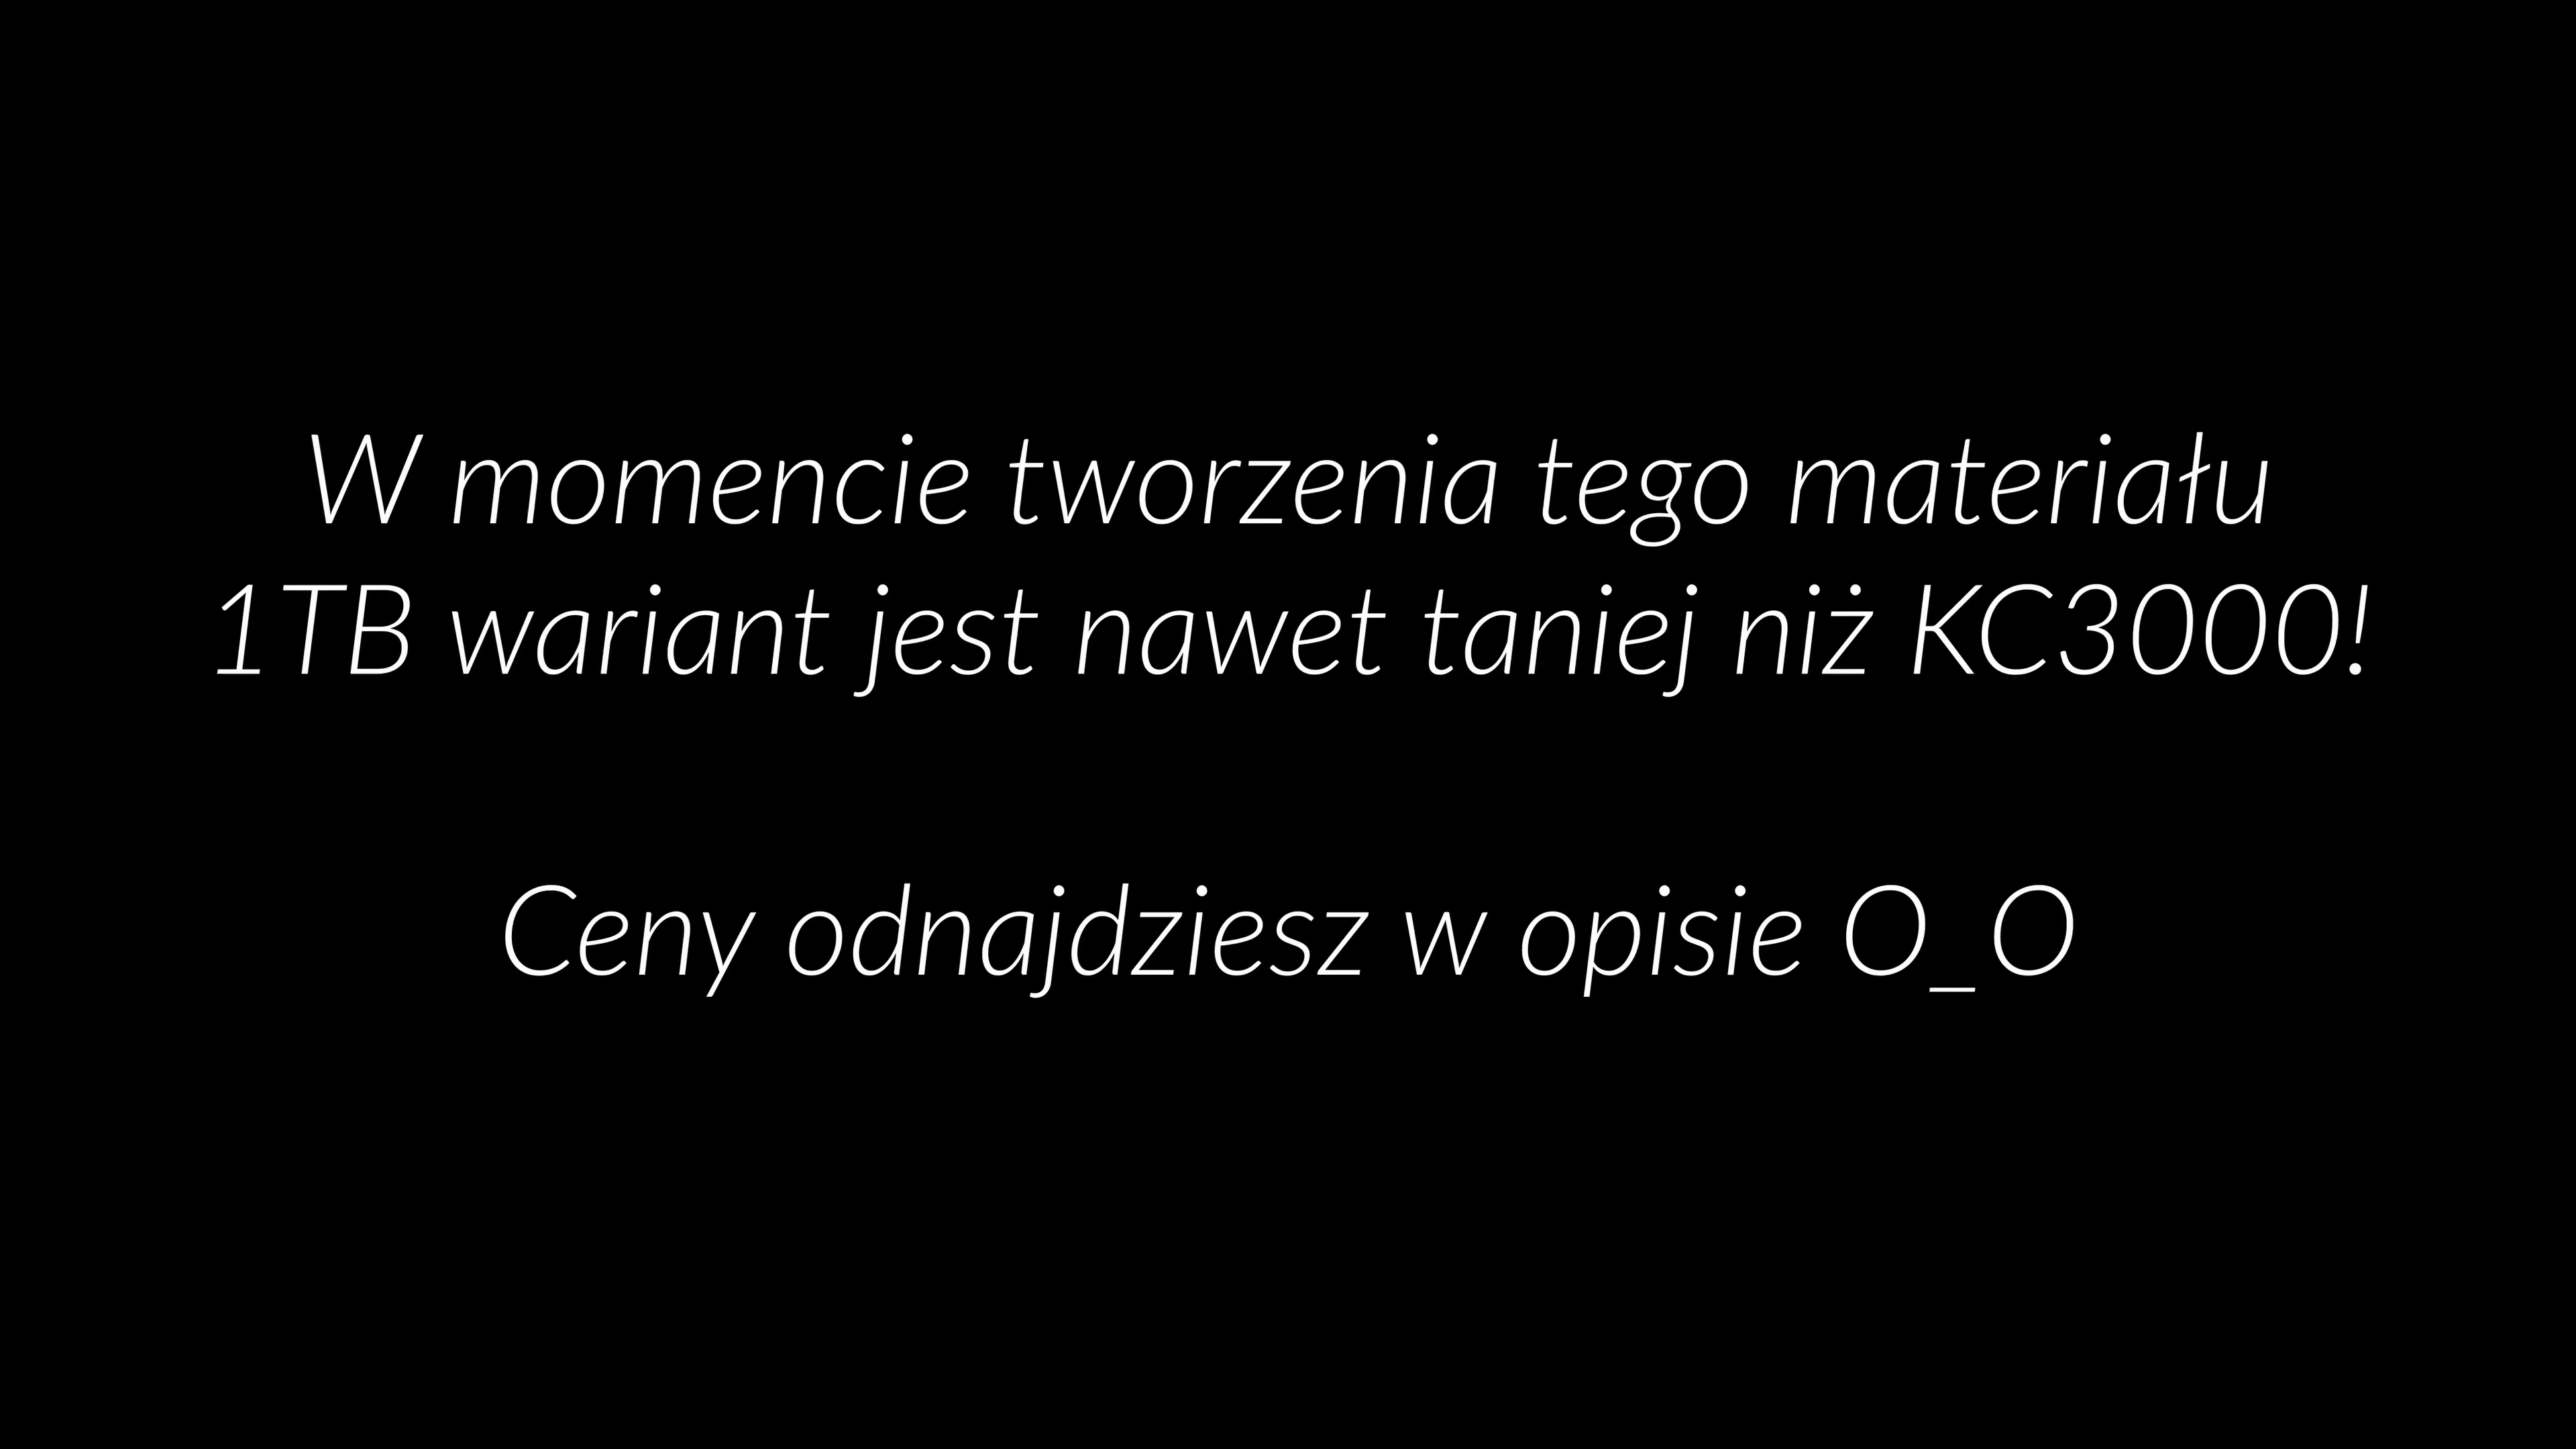 W momencie tworzenia tego materiału
1TB wariant jest nawet taniej niż KC3000!
Ceny odnajdziesz w opisie O_O